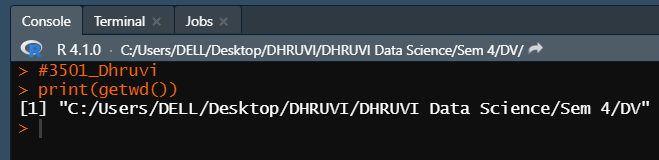 Console Terminal × Jobs ×
R 4.1.0 · C:/Users/DELL/Desktop/DHRUVI/DHRUVI Data Science/Sem 4/DV/
> #3501_Dhruvi
> print(getwd())
[1] "C:/Users/DELL/Desktop/DHRUVI/DHRUVI Data Science/Sem 4/DV"
>